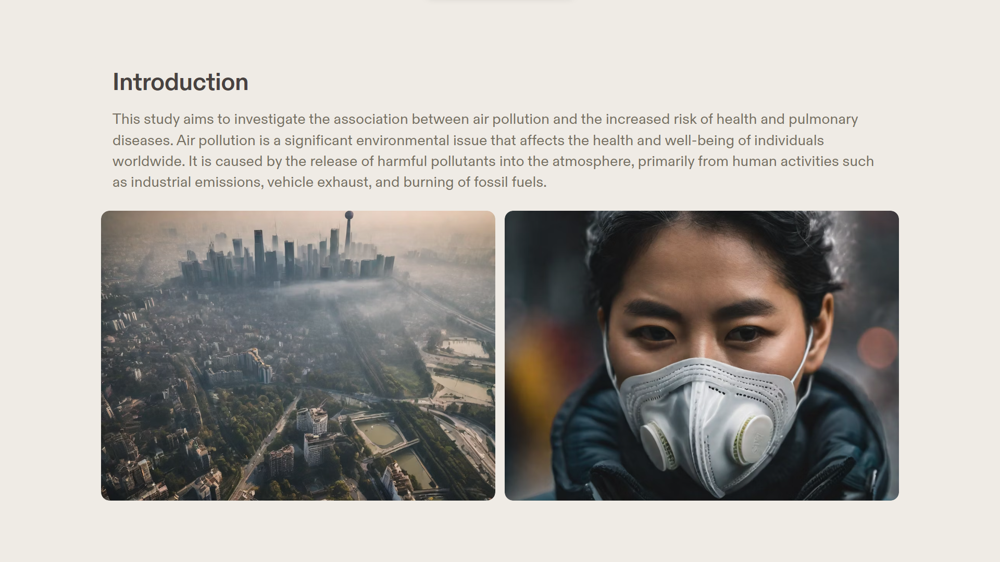 Introduction
This study aims to investigate the association between air pollution and the increased risk of health and pulmonary
diseases. Air pollution is a significant environmental issue that affects the health and well-being of individuals
worldwide. It is caused by the release of harmful pollutants into the atmosphere, primarily from human activities such
as industrial emissions, vehicle exhaust, and burning of fossil fuels.